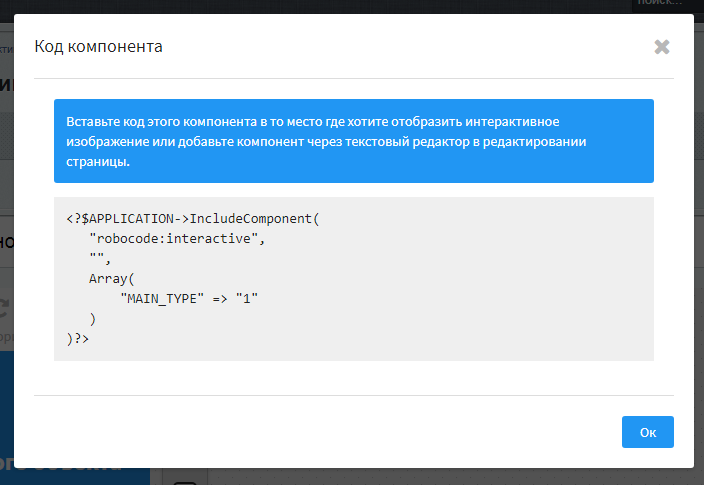 поиск...
Код компонента
Вставьте код этого компонента в то место где хотите отобразить интерактивное
изображение или добавьте компонент через текстовый редактор в редактировании
страницы.
<?$APPLICATION->IncludeComponent(
"robocode:interactive",
"",
Array(
"MAIN_TYPE" => "1"
)
)?>
Ок